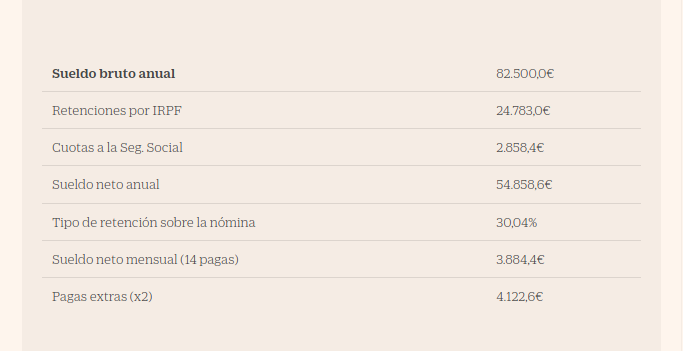 Sueldo bruto anual 82.500,0€
Retenciones por IRPF 24.783,0€
Cuotas a la Seg. Social 2.858,4€
Sueldo neto anual 54.858,6€
Tipo de retención sobre la nómina 30,04%
Sueldo neto mensual (14 pagas) 3.884,4€
Pagas extras (x2) 4.122,6€